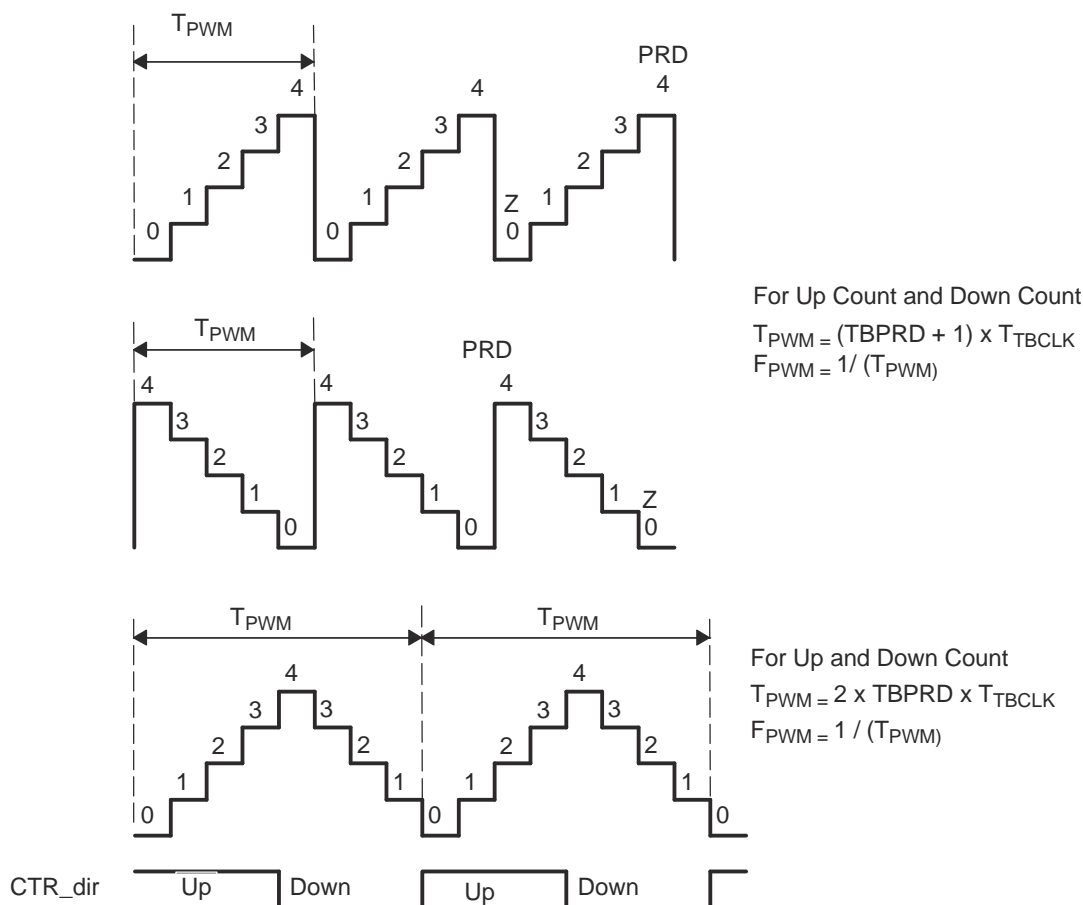 TPWM
PRD
4 4 4
3 3 3
2 2 2
1 1 Z 1
0 0 0
For Up Count and Down Count
TPWM = (TBPRD + 1) x TTBCLK
FPWM = 1/ (TPWM)
TPWM
PRD
4 4 4
3 3 3
2 2 2
1 1 1 Z
0 0 0
TPWM TPWM
For Up and Down Count
TPWM = 2 x TBPRD x TTBCLK
FPWM = 1 / (TPWM)
4 4
3 3 3 3
2 2 2 2
1 1 1 1
0 0 0
CTR_dir Up Down Up Down